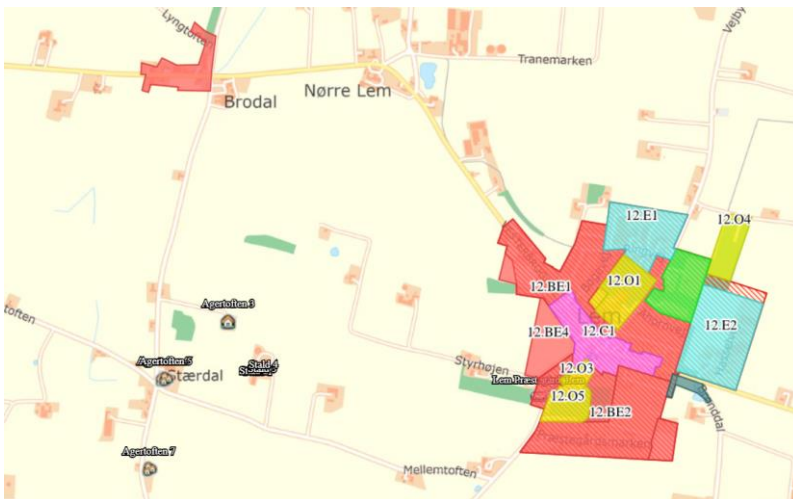 Lyngtoften
Vejby
Tranemarken
Brodal
Nørre Lem
12.E1
12.O4
12.O1
12.BE1
Agertoften 3
12.BE4
Lem
12.C1
12.E2
toften
Agertoften 5
Stald 4
Stærdal
Styrhøjen
12.O3
Lem Præst
12.O5
12.BE2
Præstegårdsmarken
Agertoften 7
Mellemtoften